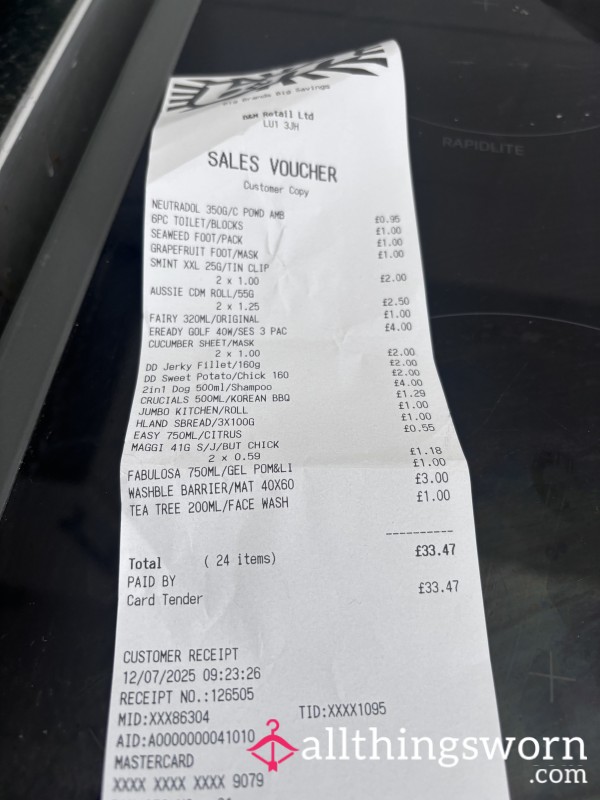 Big Brands Big Savings
B&M Retail Ltd
LU1 3JH
SALES VOUCHER
Customer Copy
NEUTRADOL 350G/C POWD AMB £0.95
6PC TOILET/BLOCKS £1.00
SEAWEED FOOT/PACK £1.00
GRAPEFRUIT FOOT/MASK £1.00
SMINT XXL 25G/TIN CLIP
2 x 1.00 £2.00
AUSSIE CDM ROLL/55G
2 x 1.25 £2.50
FAIRY 320ML/ORIGINAL £1.00
EREADY GOLF 40W/SES 3 PAC £4.00
CUCUMBER SHEET/MASK
2 x 1.00 £2.00
DD Jerky Fillet/160g £2.00
DD Sweet Potato/Chick 160 £2.00
2in1 Dog 500ml/Shampoo £4.00
CRUCIALS 500ML/KOREAN BBQ £1.29
JUMBO KITCHEN/ROLL £1.00
HLAND SBREAD/3X100G £1.00
EASY 750ML/CITRUS £0.55
MAGGI 41G S/J/BUT CHICK
2 x 0.59 £1.18
FABULOSA 750ML/GEL POM&LI £1.00
WASHBLE BARRIER/MAT 40X60 £3.00
TEA TREE 200ML/FACE WASH £1.00
----------
Total ( 24 items) £33.47
PAID BY
Card Tender £33.47
CUSTOMER RECEIPT
12/07/2025 09:23:26
RECEIPT NO.:126505
MID:XXX86304 TID:XXXX1095
AID:A0000000041010
MASTERCARD
XXXX XXXX XXXX 9079
RAPIDLITE
allthingsworn
.com